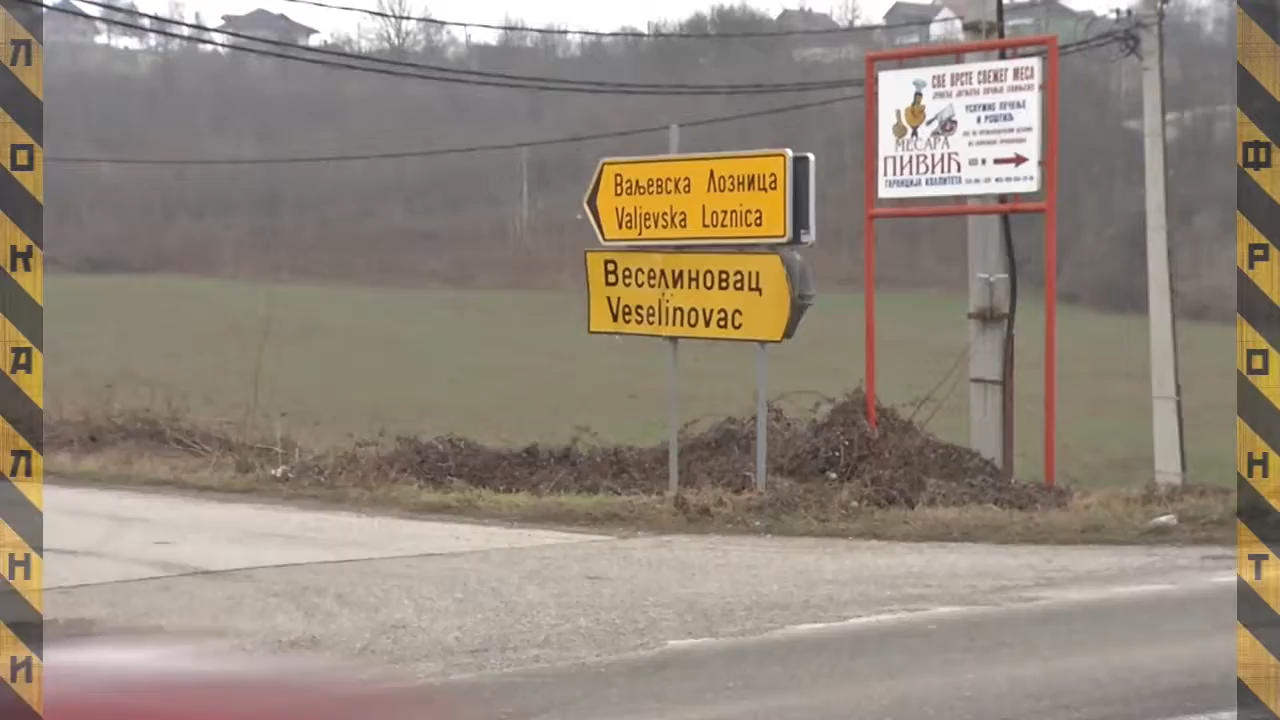 ЛОКАЛНИ
Ваљевска Лозница
Valjevska Loznica
Веселиновац
Veselinovac
СВЕ ВРСТЕ СВЕЖЕГ МЕСА
УСЛУЖНО ПЕЧЕЊЕ
И РОШТИЉ
МЕСАРА
ПИВИЋ
ГАРАНЦИЈА КВАЛИТЕТА
ФРОНТ